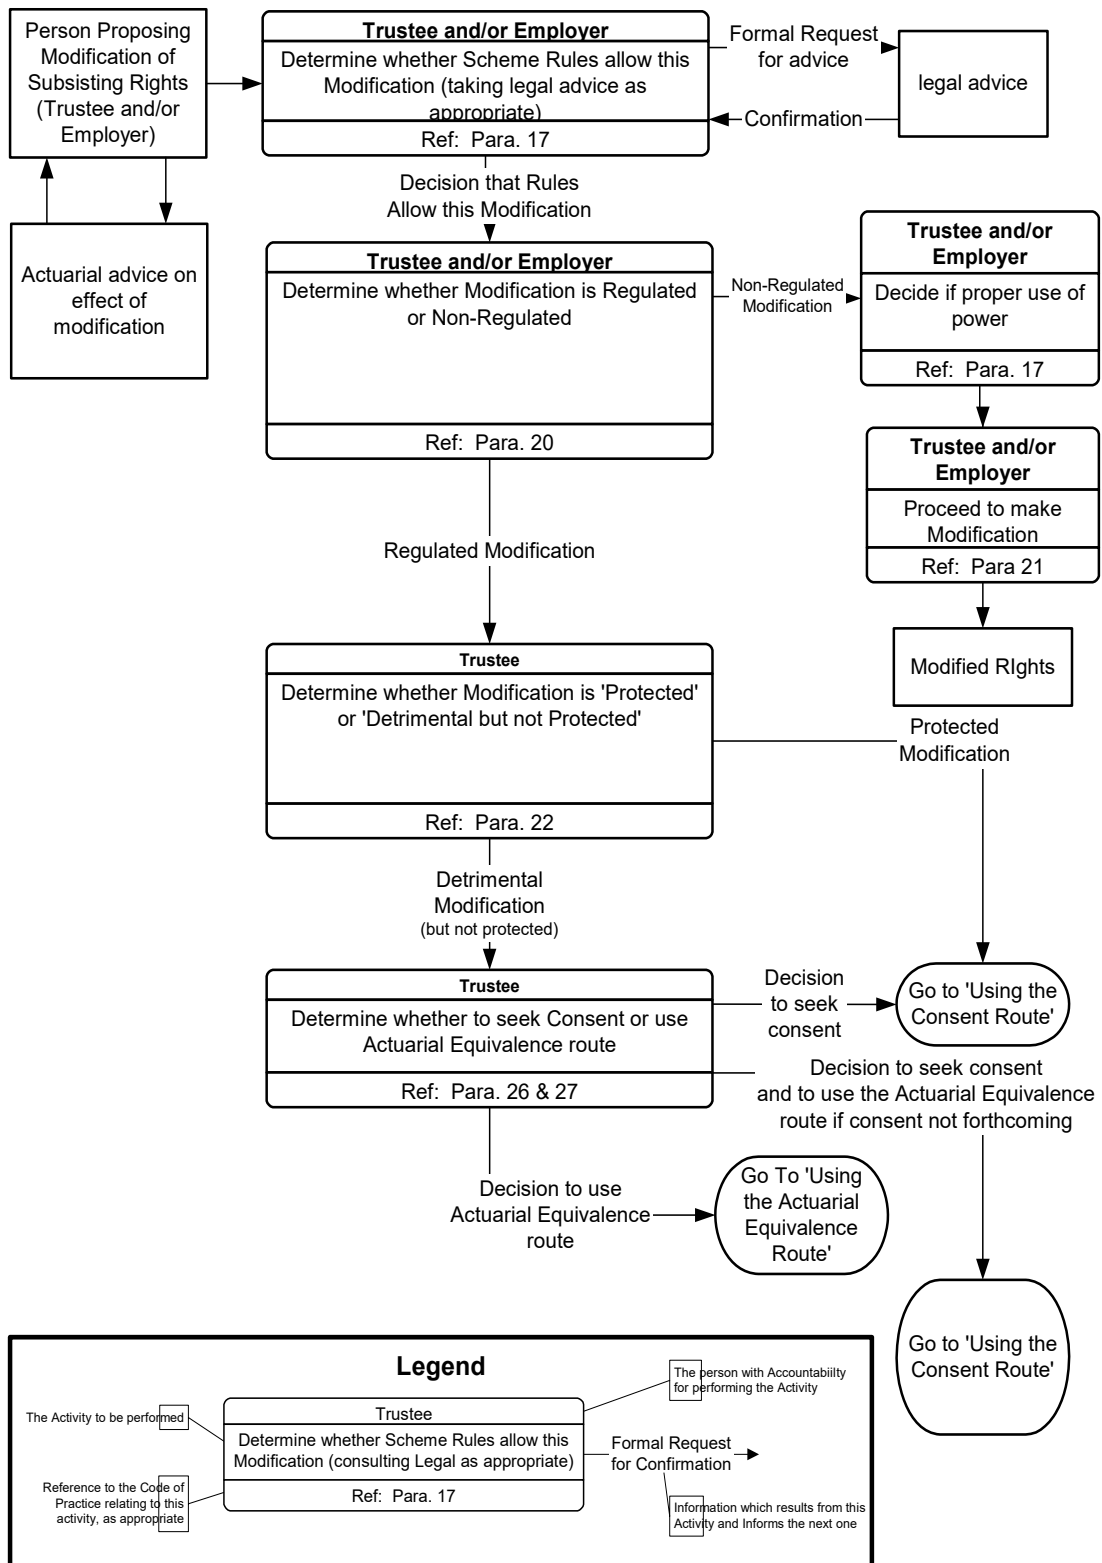 Person Proposing
Modification of
Subsisting Rights
(Trustee and/or
Employer)
Trustee and/or Employer
Determine whether Scheme Rules allow this
Modification (taking legal advice as
appropriate)
Ref: Para. 17
Formal Request
for advice
legal advice
Confirmation
Decision that Rules
Allow this Modification
Actuarial advice on
effect of
modification
Trustee and/or Employer
Determine whether Modification is Regulated
or Non-Regulated
Ref: Para. 20
Non-Regulated
Modification
Trustee and/or
Employer
Decide if proper use of
power
Ref: Para. 17
Trustee and/or
Employer
Proceed to make
Modification
Ref: Para 21
Modified RIghts
Regulated Modification
Trustee
Determine whether Modification is 'Protected'
or 'Detrimental but not Protected'
Ref: Para. 22
Protected
Modification
Detrimental
Modification
(but not protected)
Trustee
Determine whether to seek Consent or use
Actuarial Equivalence route
Ref: Para. 26 & 27
Decision
to seek
consent
Go to 'Using the
Consent Route'
Decision to seek consent
and to use the Actuarial Equivalence
route if consent not forthcoming
Decision to use
Actuarial Equivalence
route
Go To 'Using
the Actuarial
Equivalence
Route'
Go to 'Using the
Consent Route'
Legend
The Activity to be performed
Reference to the Code of
Practice relating to this
activity, as appropriate
Trustee
Determine whether Scheme Rules allow this
Modification (consulting Legal as appropriate)
Ref: Para. 17
The person with Accountabiilty
for performing the Activity
Formal Request
for Confirmation
Information which results from this
Activity and Informs the next one